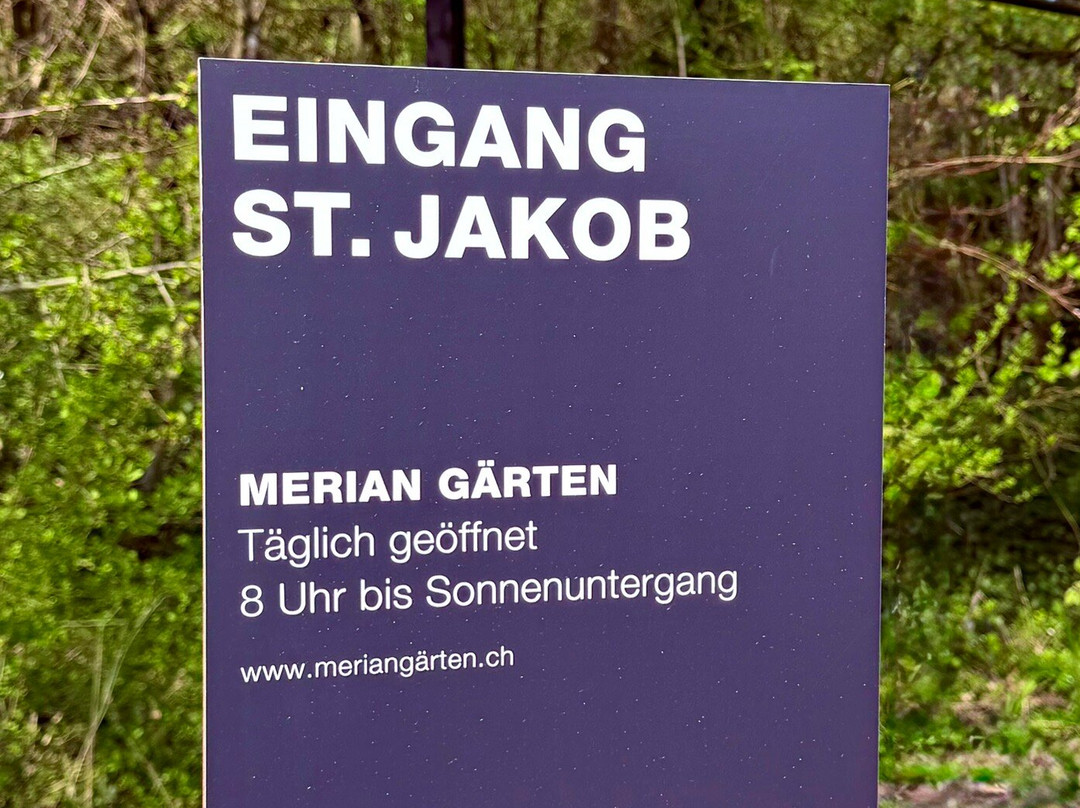 EINGANG
ST. JAKOB
MERIAN GÄRTEN
Täglich geöffnet
8 Uhr bis Sonnenuntergang
www.meriangärten.ch